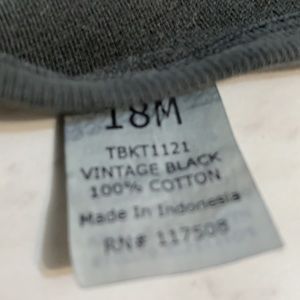 18M
TBKT1121
VINTAGE BLACK
100% COTTON
Made In Indonesia
RN# 117508